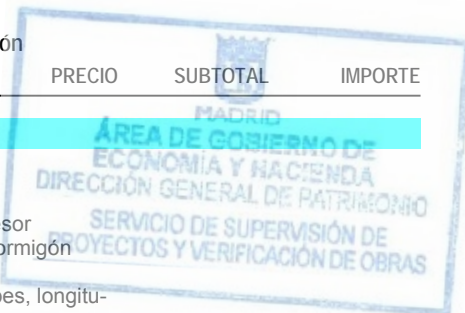 ón
PRECIO SUBTOTAL IMPORTE
MADRID
ÁREA DE GOBIERNO DE
ECONOMÍA Y HACIENDA
DIRECCIÓN GENERAL DE PATRIMONIO
SERVICIO DE SUPERVISIÓN DE
PROYECTOS Y VERIFICACIÓN DE OBRAS
sor
ormigón
pes, longitu-